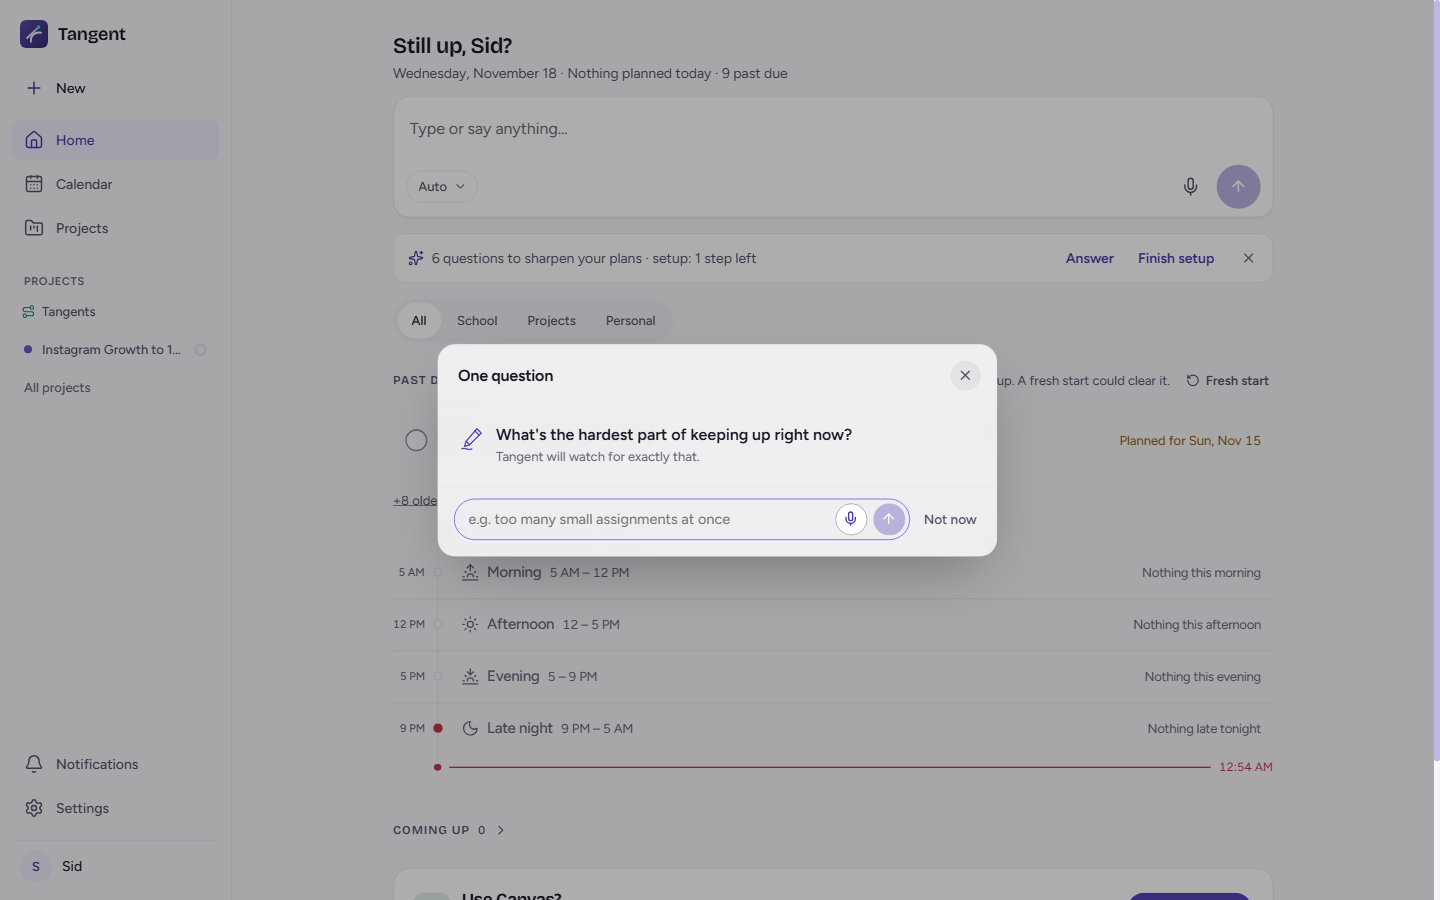 Tangent
New
Home
Calendar
Projects
PROJECTS
Tangents
Instagram Growth to 1...
All projects
Notifications
Settings
S Sid
Still up, Sid?
Wednesday, November 18 · Nothing planned today · 9 past due
Type or say anything...
Auto
6 questions to sharpen your plans · setup: 1 step left Answer Finish setup
All School Projects Personal
PAST D up. A fresh start could clear it. Fresh start
Planned for Sun, Nov 15
+8 olde
One question
What's the hardest part of keeping up right now?
Tangent will watch for exactly that.
e.g. too many small assignments at once Not now
5 AM Morning 5 AM – 12 PM Nothing this morning
12 PM Afternoon 12 – 5 PM Nothing this afternoon
5 PM Evening 5 – 9 PM Nothing this evening
9 PM Late night 9 PM – 5 AM Nothing late tonight
12:54 AM
COMING UP 0
Use Canvas?